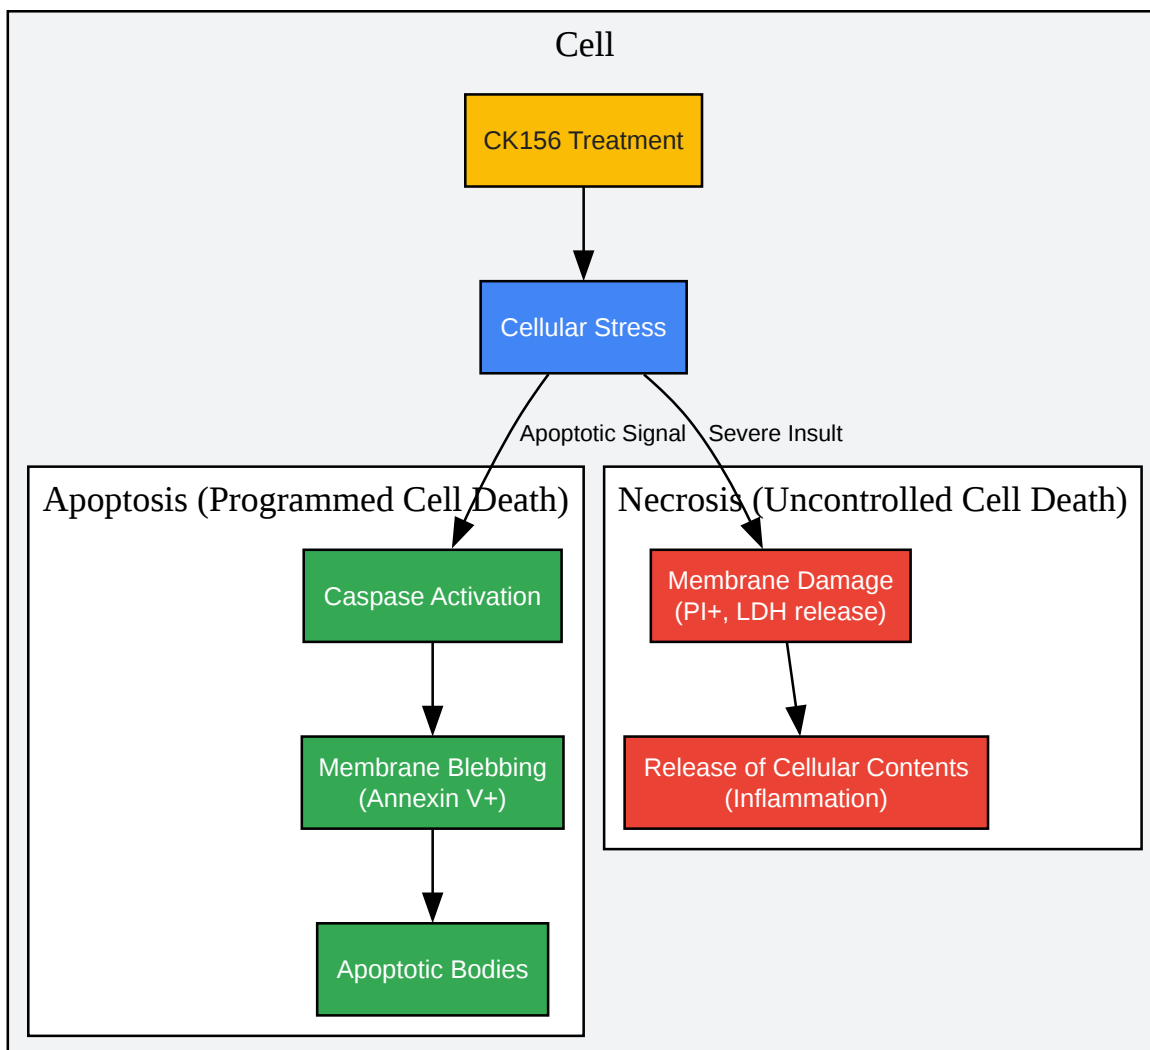 Cell
CK156 Treatment
Cellular Stress
Apoptotic Signal
Severe Insult
Apoptosis (Programmed Cell Death)
Caspase Activation
Membrane Blebbing
(Annexin V+)
Apoptotic Bodies
Necrosis (Uncontrolled Cell Death)
Membrane Damage
(PI+, LDH release)
Release of Cellular Contents
(Inflammation)